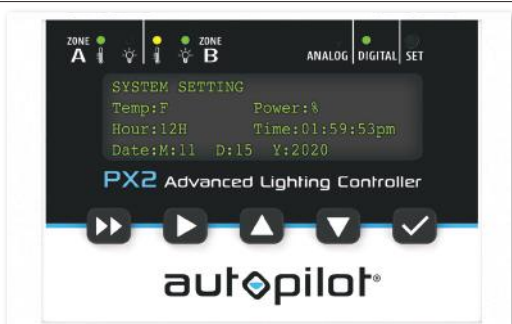 ZONE A ZONE B ANALOG DIGITAL SET
SYSTEM SETTING
Temp:F Power:%
Hour:12H Time:01:59:53pm
Date:M:11 D:15 Y:2020
PX2 Advanced Lighting Controller
autopilot®